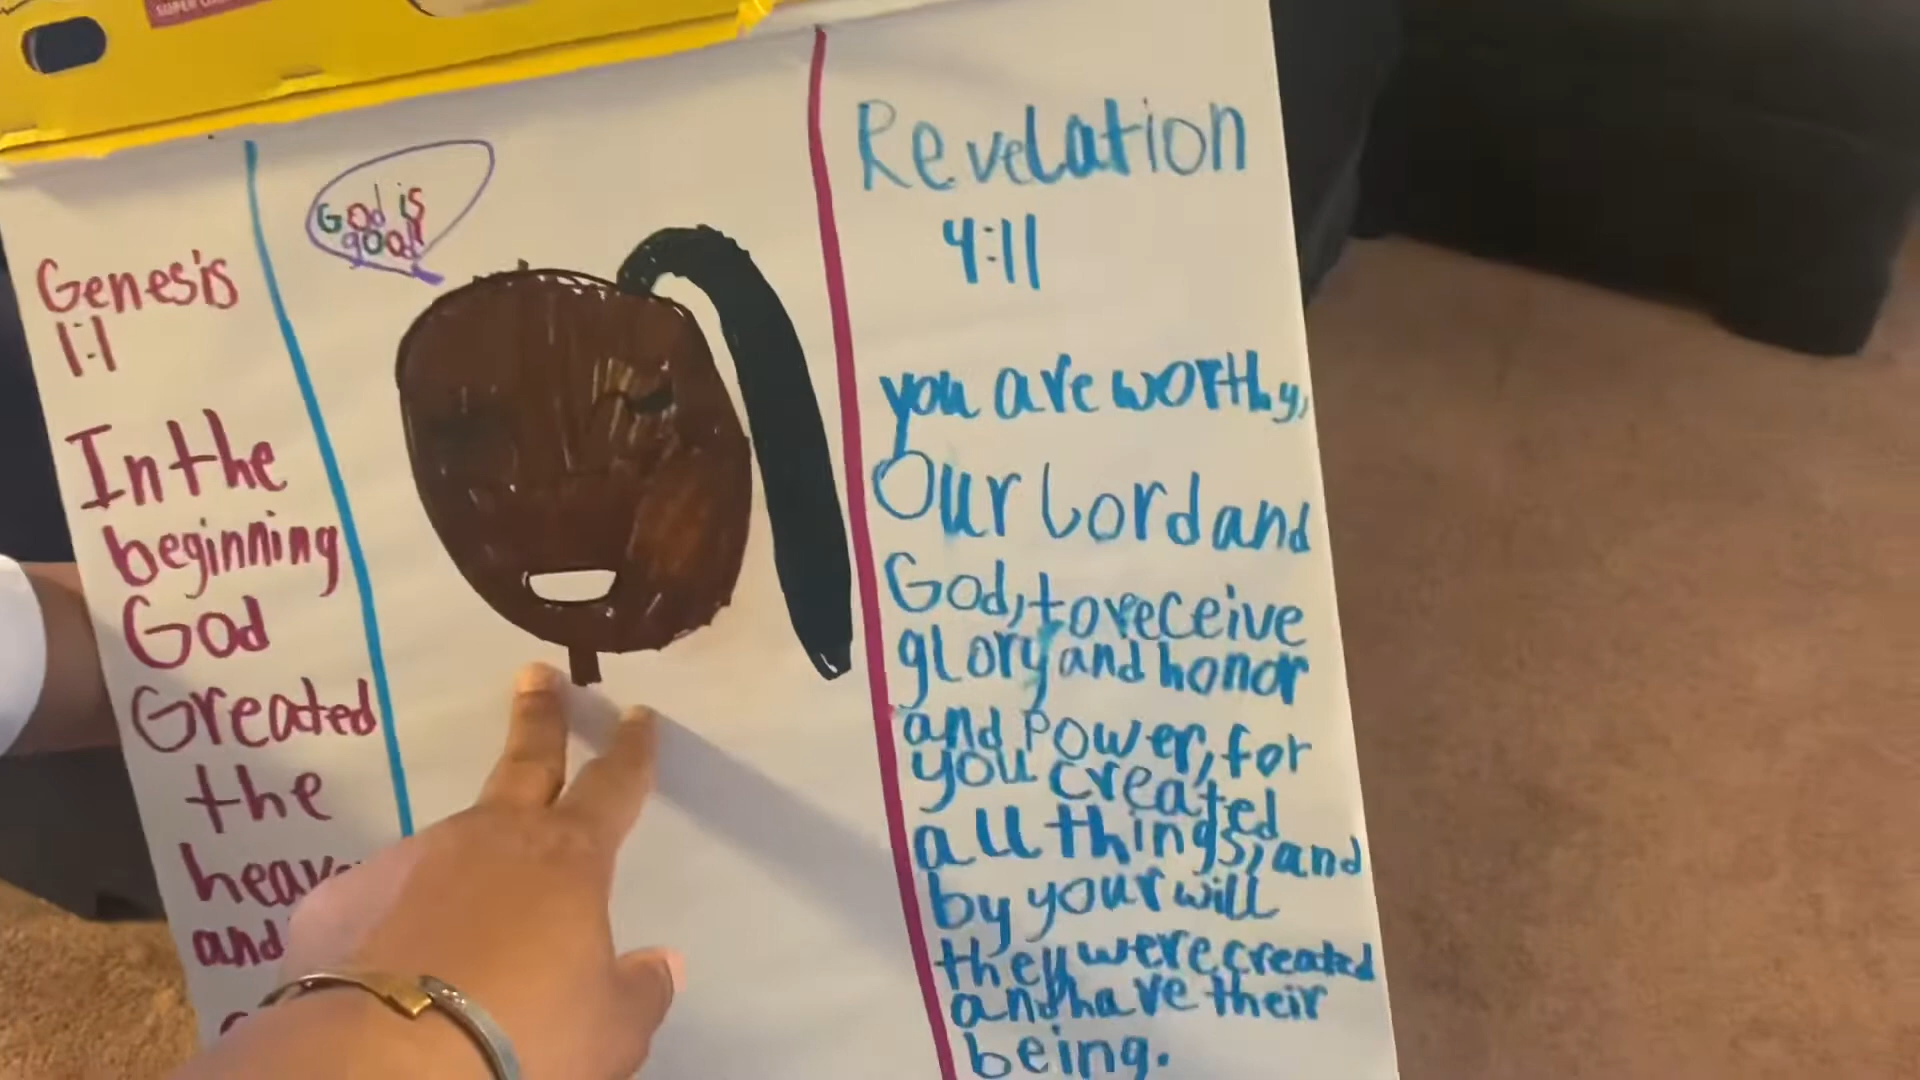 Genesis
1:1
In the
beginning
God
Greated
the
and
God is
good
Revelation
4:11
you are worthy,
Our Lord and
God, to receive
glory and honor
and Power, for
you created
all things, and
by your will
they were created
and have their
being.